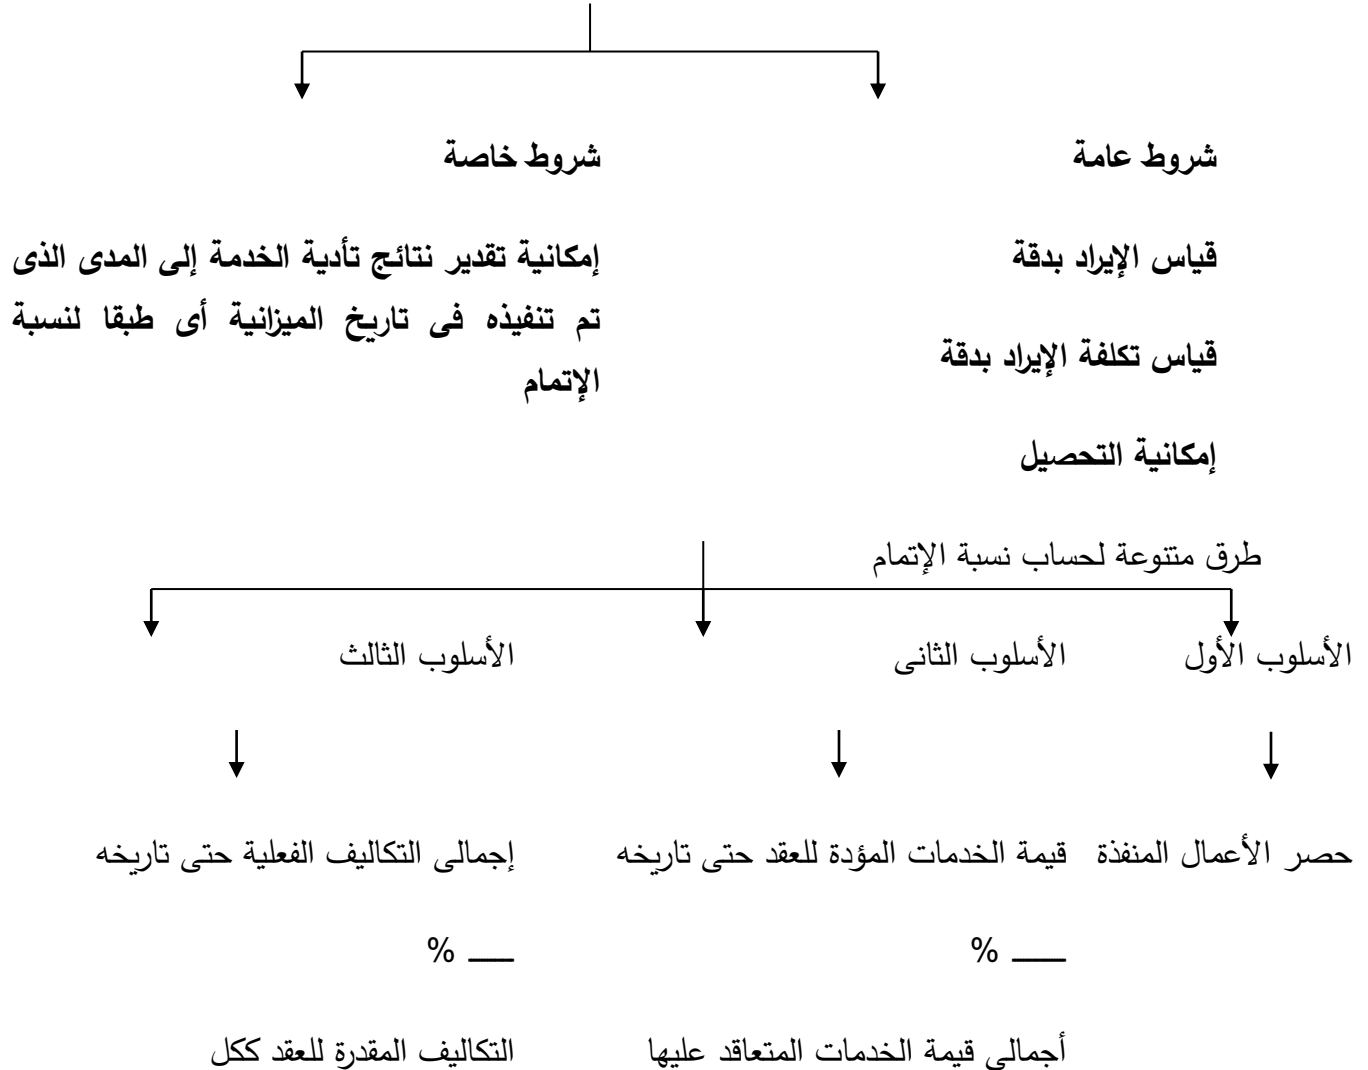 شروط عامة
شروط خاصة
قياس الإيراد بدقة
قياس تكلفة الإيراد بدقة
إمكانية التحصيل
إمكانية تقدير نتائج تأدية الخدمة إلى المدى الذى
تم تنفيذه فى تاريخ الميزانية أى طبقا لنسبة
الإتمام
طرق متنوعة لحساب نسبة الإتمام
الأسلوب الأول
الأسلوب الثانى
الأسلوب الثالث
حصر الأعمال المنفذة
قيمة الخدمات المؤدة للعقد حتى تاريخه
%
أجمالى قيمة الخدمات المتعاقد عليها
إجمالى التكاليف الفعلية حتى تاريخه
%
التكاليف المقدرة للعقد ككل